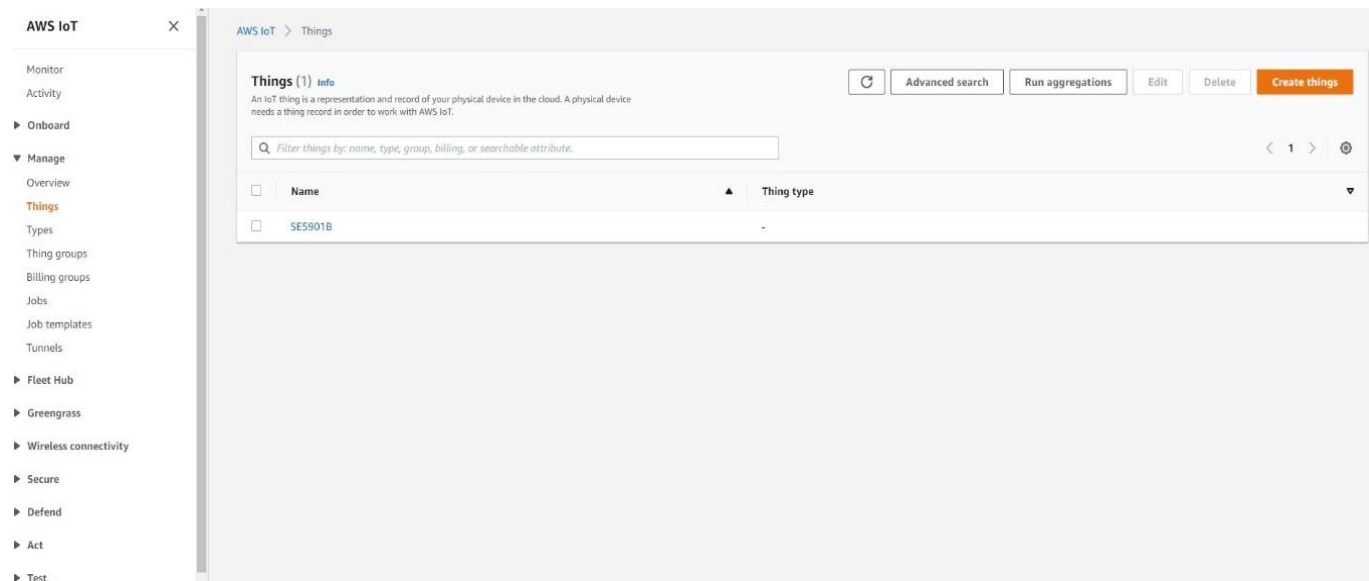 AWS IoT
Monitor
Activity
Onboard
Manage
Overview
Things
Types
Thing groups
Billing groups
Jobs
Job templates
Tunnels
Fleet Hub
Greengrass
Wireless connectivity
Secure
Defend
Act
Test
AWS IoT > Things
Things (1) Info
An IoT thing is a representation and record of your physical device in the cloud. A physical device
needs a thing record in order to work with AWS IoT.
Advanced search Run aggregations Edit Delete Create things
Filter things by: name, type, group, billing, or searchable attribute.
1
Name Thing type
SE5901B -